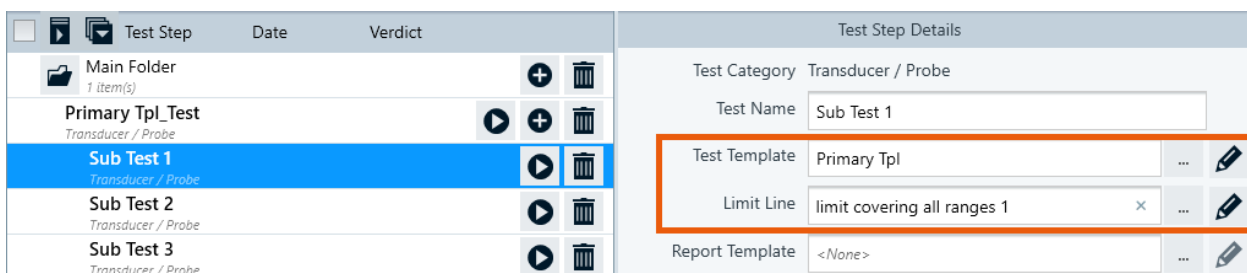 Test Step Date Verdict
Main Folder
1 item(s)
Primary Tpl_Test
Transducer / Probe
Sub Test 1
Transducer / Probe
Sub Test 2
Transducer / Probe
Sub Test 3
Transducer / Probe
Test Step Details
Test Category Transducer / Probe
Test Name Sub Test 1
Test Template Primary Tpl ...
Limit Line limit covering all ranges 1 × ...
Report Template <None> ...